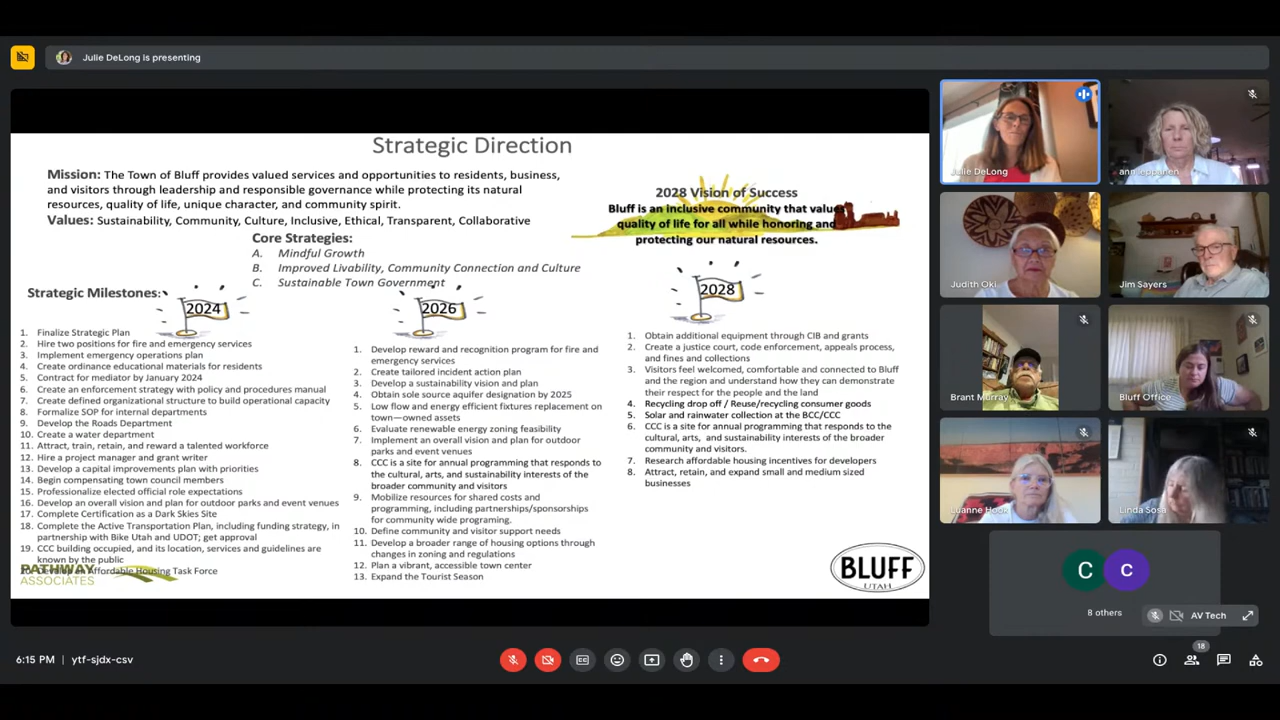 Julie DeLong is presenting
Strategic Direction
Mission: The Town of Bluff provides valued services and opportunities to residents, business,
and visitors through leadership and responsible governance while protecting its natural
resources, quality of life, unique character, and community spirit.
Values: Sustainability, Community, Culture, Inclusive, Ethical, Transparent, Collaborative
Core Strategies:
A. Mindful Growth
B. Improved Livability, Community Connection and Culture
C. Sustainable Town Government
2028 Vision of Success
Bluff is an inclusive community that values
quality of life for all while honoring and
protecting our natural resources.
Strategic Milestones:
2024
1. Finalize Strategic Plan
2. Hire two positions for fire and emergency services
3. Implement emergency operations plan
4. Create ordinance educational materials for residents
5. Contract for mediator by January 2024
6. Create an enforcement strategy with policy and procedures manual
7. Create defined organizational structure to build operational capacity
8. Formalize SOP for internal departments
9. Develop the Roads Department
10. Create a water department
11. Attract, train, retain, and reward a talented workforce
12. Hire a project manager and grant writer
13. Develop a capital improvements plan with priorities
14. Begin compensating town council members
15. Professionalize elected official role expectations
16. Develop an overall vision and plan for outdoor parks and event venues
17. Complete Certification as a Dark Skies Site
18. Complete the Active Transportation Plan, including funding strategy, in
partnership with Bike Utah and UDOT; get approval
19. CCC building occupied, and its location, services and guidelines are
known by the public
20. Develop an Affordable Housing Task Force
PATHWAY
ASSOCIATES
2026
1. Develop reward and recognition program for fire and
emergency services
2. Create tailored incident action plan
3. Develop a sustainability vision and plan
4. Obtain sole source aquifer designation by 2025
5. Low flow and energy efficient fixtures replacement on
town—owned assets
6. Evaluate renewable energy zoning feasibility
7. Implement an overall vision and plan for outdoor
parks and event venues
8. CCC is a site for annual programming that responds to
the cultural, arts, and sustainability interests of the
broader community and visitors
9. Mobilize resources for shared costs and
programming, including partnerships/sponsorships
for community wide programing.
10. Define community and visitor support needs
11. Develop a broader range of housing options through
changes in zoning and regulations
12. Plan a vibrant, accessible town center
13. Expand the Tourist Season
2028
1. Obtain additional equipment through CIB and grants
2. Create a justice court, code enforcement, appeals process,
and fines and collections
3. Visitors feel welcomed, comfortable and connected to Bluff
and the region and understand how they can demonstrate
their respect for the people and the land
4. Recycling drop off / Reuse/recycling consumer goods
5. Solar and rainwater collection at the BCC/CCC
6. CCC is a site for annual programming that responds to the
cultural, arts, and sustainability interests of the broader
community and visitors.
7. Research affordable housing incentives for developers
8. Attract, retain, and expand small and medium sized
businesses
BLUFF
UTAH
Julie DeLong
ann leppanen
Judith Oki
Jim Sayers
Brant Murray
Bluff Office
Luanne Hook
Linda Sosa
C
C
8 others
AV Tech
6:15 PM | ytf-sjdx-csv
18